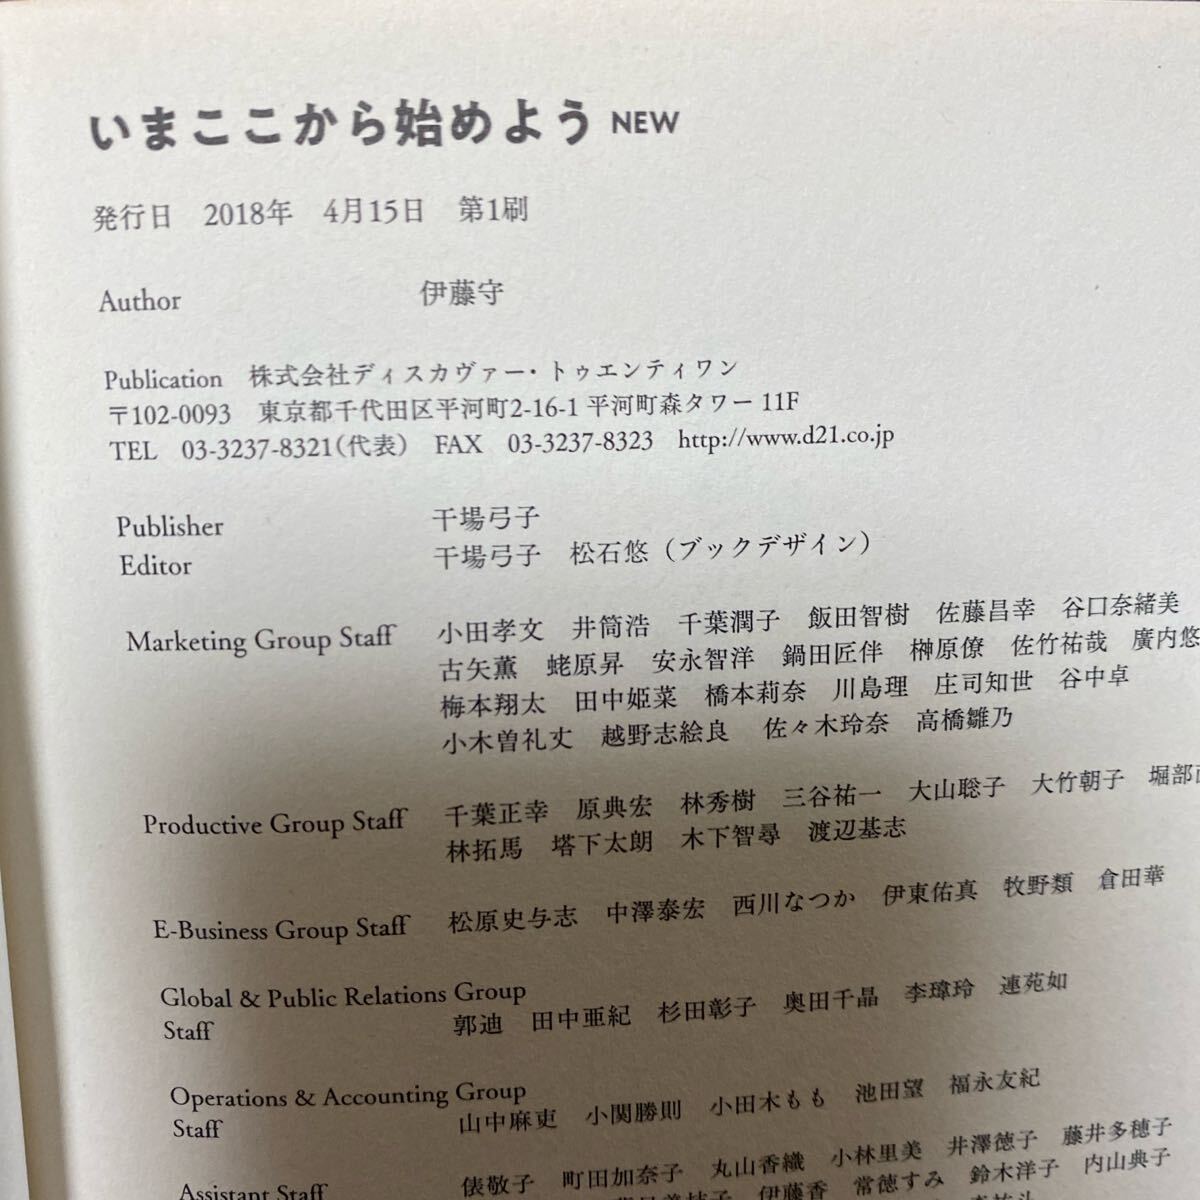 いまここから始めよう NEW
発行日 2018年 4月15日 第1刷
Author 伊藤守
Publication 株式会社ディスカヴァー・トゥエンティワン
〒102-0093 東京都千代田区平河町2-16-1 平河町森タワー 11F
TEL 03-3237-8321(代表) FAX 03-3237-8323 http://www.d21.co.jp
Publisher 干場弓子
Editor 干場弓子 松石悠（ブックデザイン）
Marketing Group Staff 小田孝文 井筒浩 千葉潤子 飯田智樹 佐藤昌幸 谷口奈緒美
古矢薫 蛯原昇 安永智洋 鍋田匠伴 榊原僚 佐竹祐哉 廣内悠
梅本翔太 田中姫菜 橋本莉奈 川島理 庄司知世 谷中卓
小木曽礼丈 越野志絵良 佐々木玲奈 高橋雛乃
Productive Group Staff 千葉正幸 原典宏 林秀樹 三谷祐一 大山聡子 大竹朝子 堀部
林拓馬 塔下太朗 木下智尋 渡辺基志
E-Business Group Staff 松原史与志 中澤泰宏 西川なつか 伊東佑真 牧野類 倉田華
Global & Public Relations Group
Staff 郭迪 田中亜紀 杉田彰子 奥田千晶 李瑋玲 連苑如
Operations & Accounting Group
Staff 山中麻吏 小関勝則 小田木もも 池田望 福永友紀
Assistant Staff 俵敬子 町田加奈子 丸山香織 小林里美 井澤徳子 藤井多穂子
伊藤香 常徳すみ 鈴木洋子 内山典子